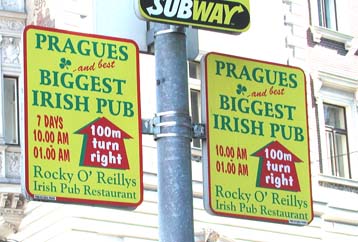 SUBWAY
PRAGUES
and best
BIGGEST
IRISH PUB
7 DAYS
10.00 AM
01.00 AM
100m
turn
right
Rocky O' Reillys
Irish Pub Restaurant
PRAGUES
and best
BIGGEST
IRISH PUB
10.00 AM
01.00 AM
100m
turn
right
Rocky O' Reillys
Irish Pub Restaurant